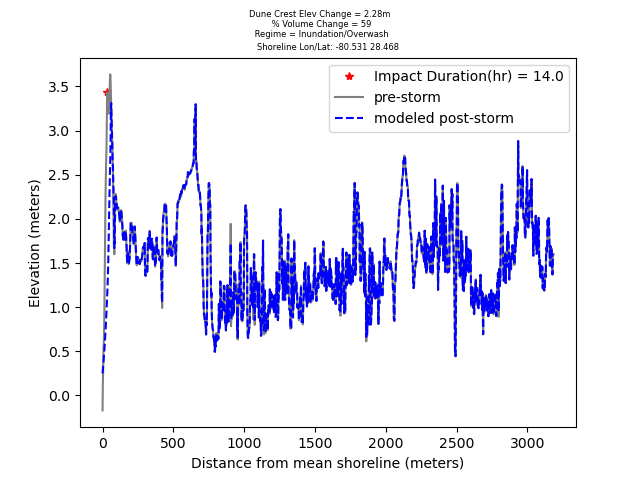 Dune Crest Elev Change = 2.28m
% Volume Change = 59
Regime = Inundation/Overwash
Shoreline Lon/Lat: -80.531 28.468
Impact Duration(hr) = 14.0
pre-storm
modeled post-storm
Elevation (meters)
3.5
3.0
2.5
2.0
1.5
1.0
0.5
0.0
0 500 1000 1500 2000 2500 3000
Distance from mean shoreline (meters)